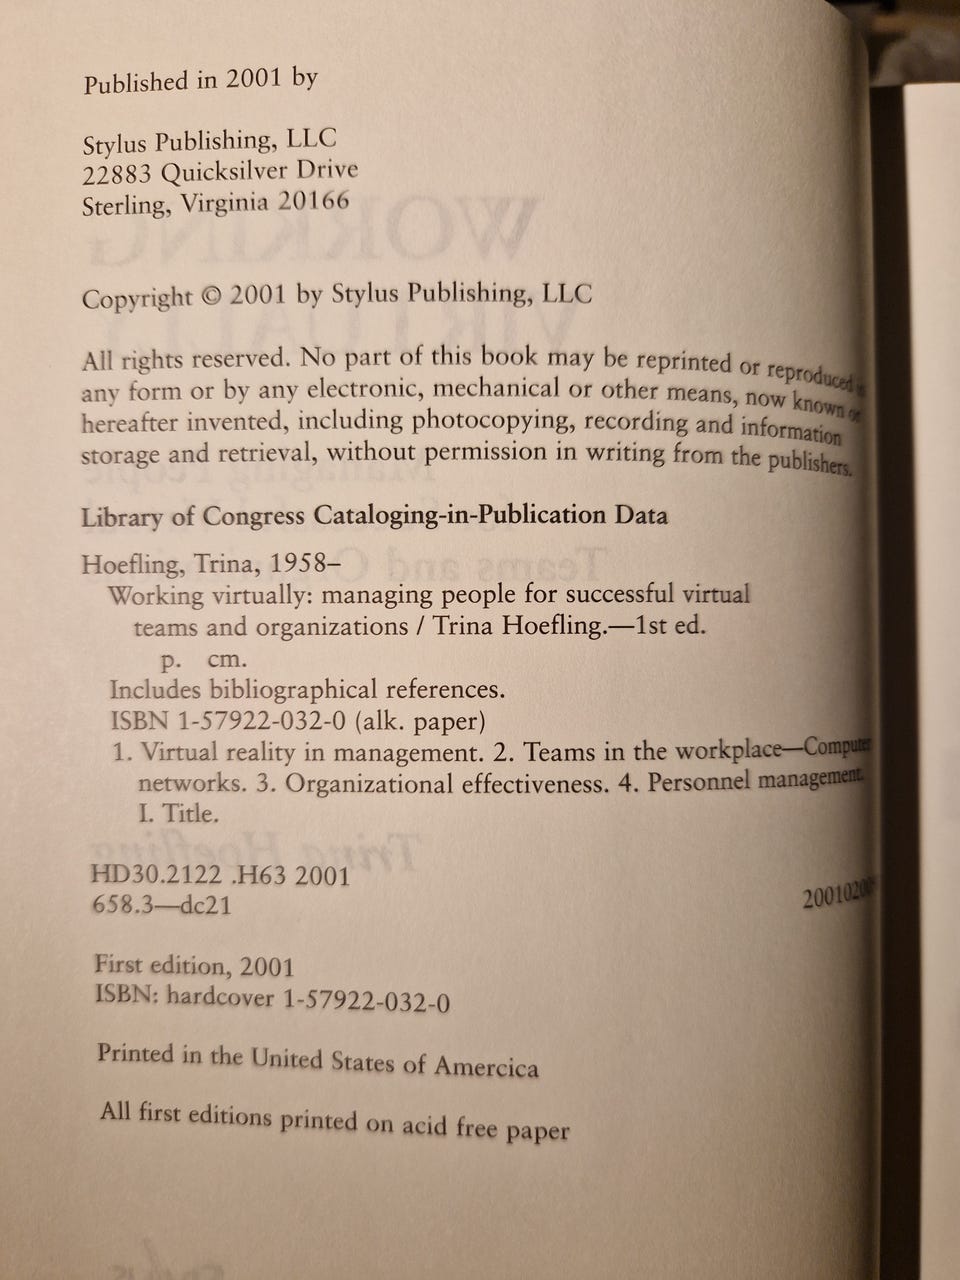 Published in 2001 by
Stylus Publishing, LLC
22883 Quicksilver Drive
Sterling, Virginia 20166
Copyright © 2001 by Stylus Publishing, LLC
All rights reserved. No part of this book may be reprinted or reproduced
any form or by any electronic, mechanical or other means, now known or
hereafter invented, including photocopying, recording and information
storage and retrieval, without permission in writing from the publishers.
Library of Congress Cataloging-in-Publication Data
Hoefling, Trina, 1958–
Working virtually: managing people for successful virtual
teams and organizations / Trina Hoefling.—1st ed.
p. cm.
Includes bibliographical references.
ISBN 1-57922-032-0 (alk. paper)
1. Virtual reality in management. 2. Teams in the workplace—Computer
networks. 3. Organizational effectiveness. 4. Personnel management.
I. Title.
HD30.2122 .H63 2001
658.3—dc21
First edition, 2001
ISBN: hardcover 1-57922-032-0
Printed in the United States of Amercica
All first editions printed on acid free paper